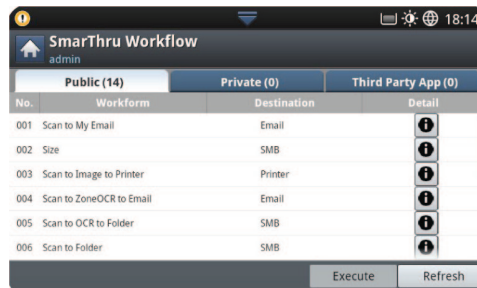 18:14
SmarThru Workflow
admin
Public (14) Private (0) Third Party App (0)
No. Workform Destination Detail
001 Scan to My Email Email
002 Size SMB
003 Scan to Image to Printer Printer
004 Scan to ZoneOCR to Email Email
005 Scan to OCR to Folder SMB
006 Scan to Folder SMB
Execute Refresh